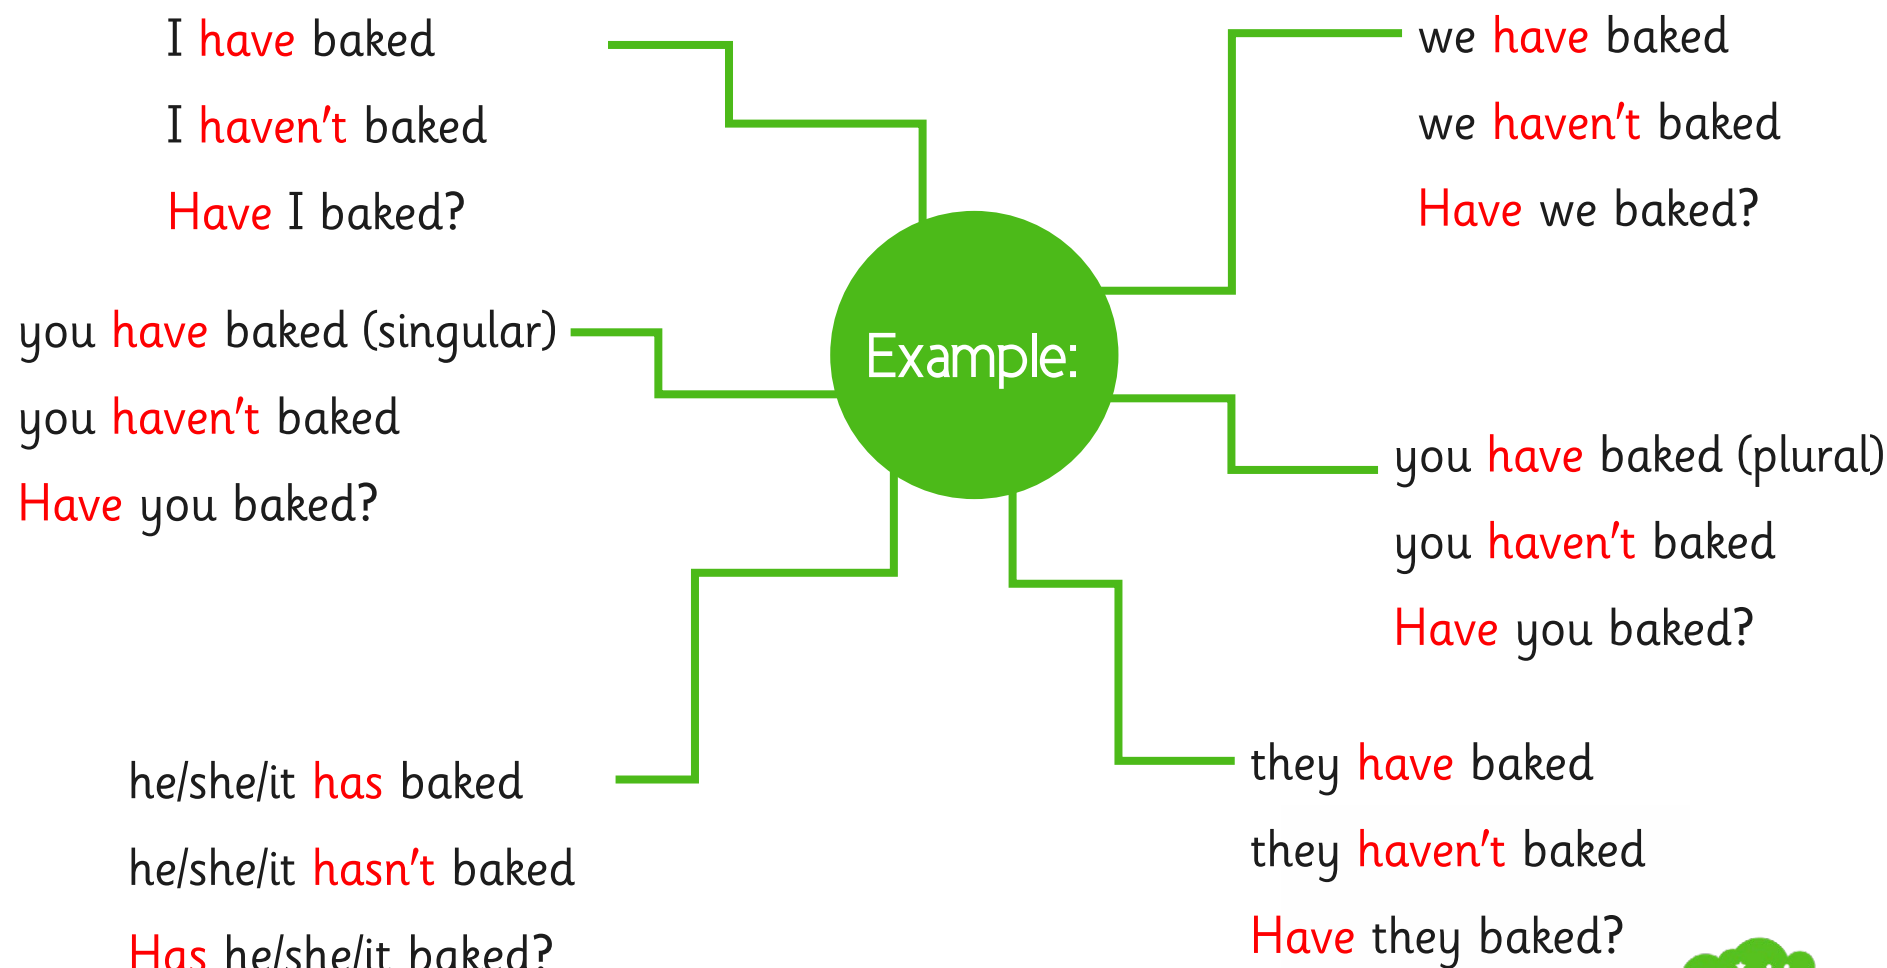 I have baked
I haven't baked
Have I baked?
you have baked (singular)
you haven't baked
Have you baked?
he/she/it has baked
he/she/it hasn't baked
Has he/she/it baked?
Example:
we have baked
we haven't baked
Have we baked?
you have baked (plural)
you haven't baked
Have you baked?
they have baked
they haven't baked
Have they baked?